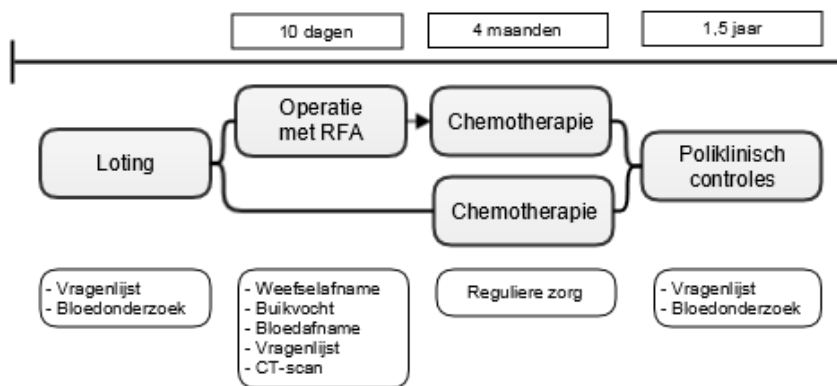 10 dagen
4 maanden
1,5 jaar
Operatie
met RFA
Chemotherapie
Loting
Poliklinisch
controles
Chemotherapie
- Vragenlijst
- Bloedonderzoek
- Weefselafname
- Buikvocht
- Bloedafname
- Vragenlijst
- CT-scan
Reguliere zorg
- Vragenlijst
- Bloedonderzoek